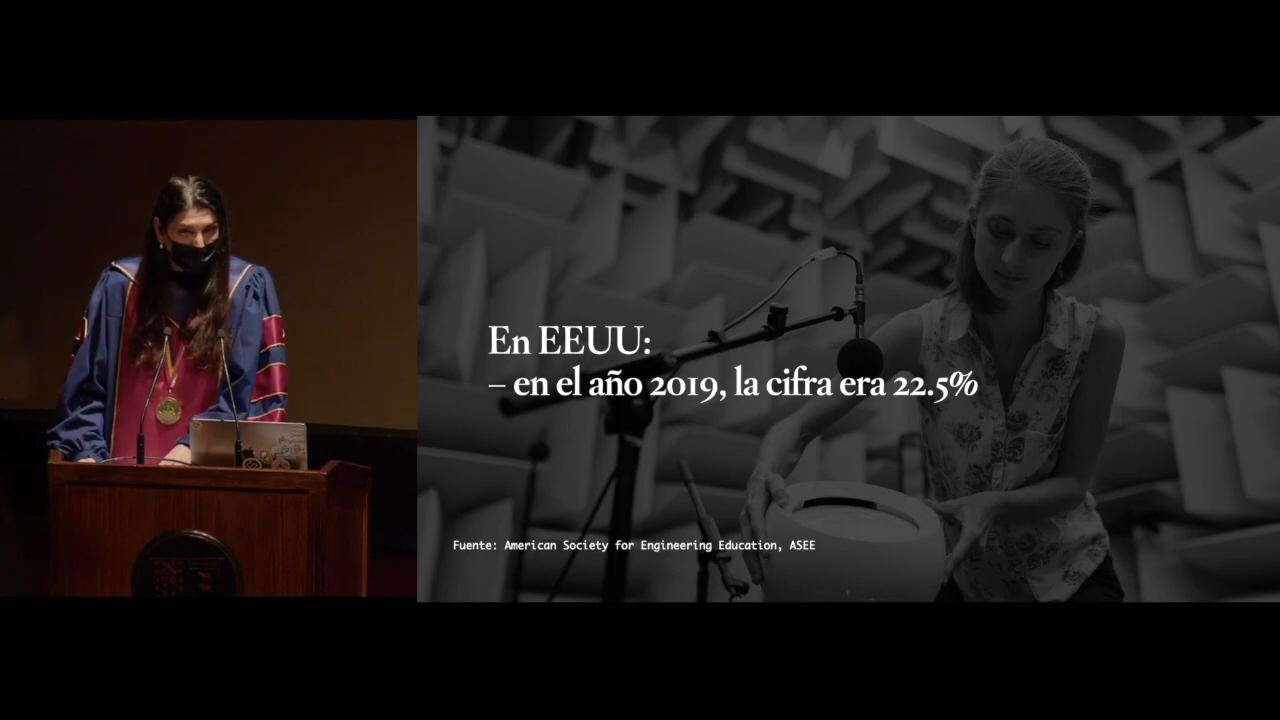 En EEUU:
– en el año 2019, la cifra era 22.5%
Fuente: American Society for Engineering Education, ASEE